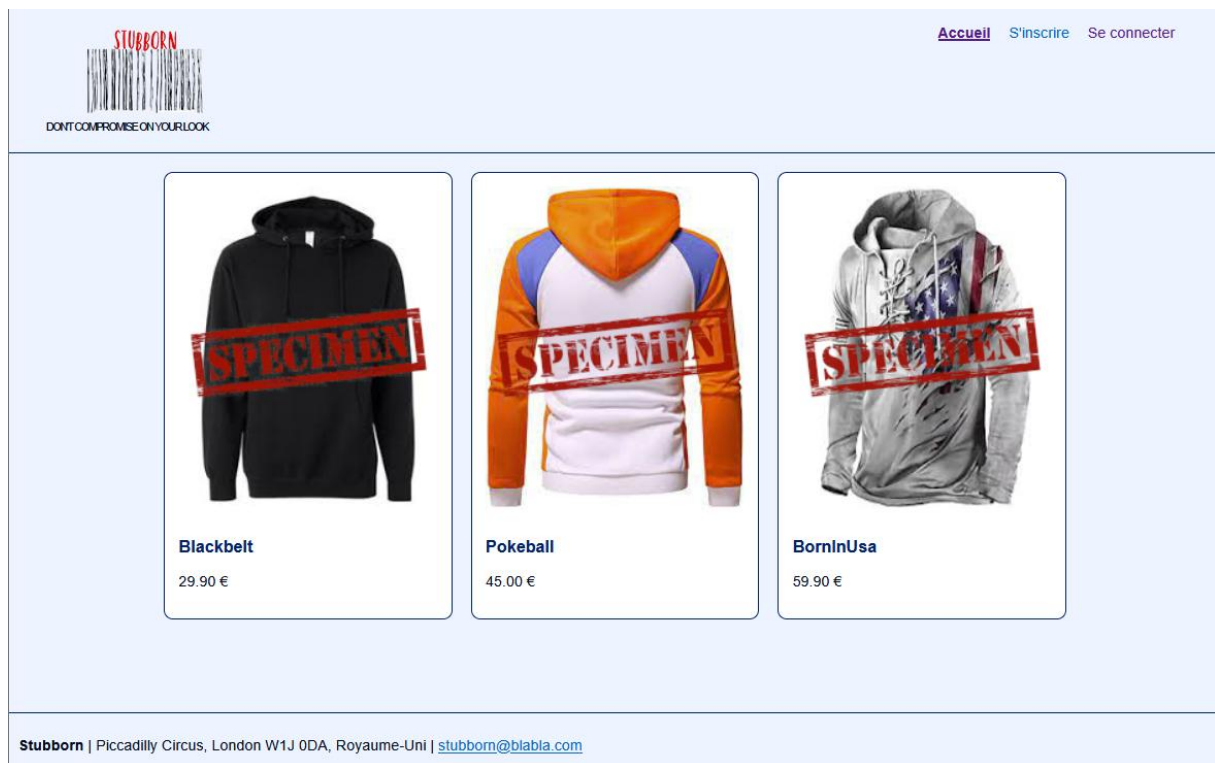 STUBBORN
DONT COMPROMISE ON YOUR LOOK
Accueil S'inscrire Se connecter
SPECIMEN SPECIMEN SPECIMEN
Blackbelt Pokeball BornInUsa
29.90 € 45.00 € 59.90 €
Stubborn | Piccadilly Circus, London W1J 0DA, Royaume-Uni | stubborn@blabla.com